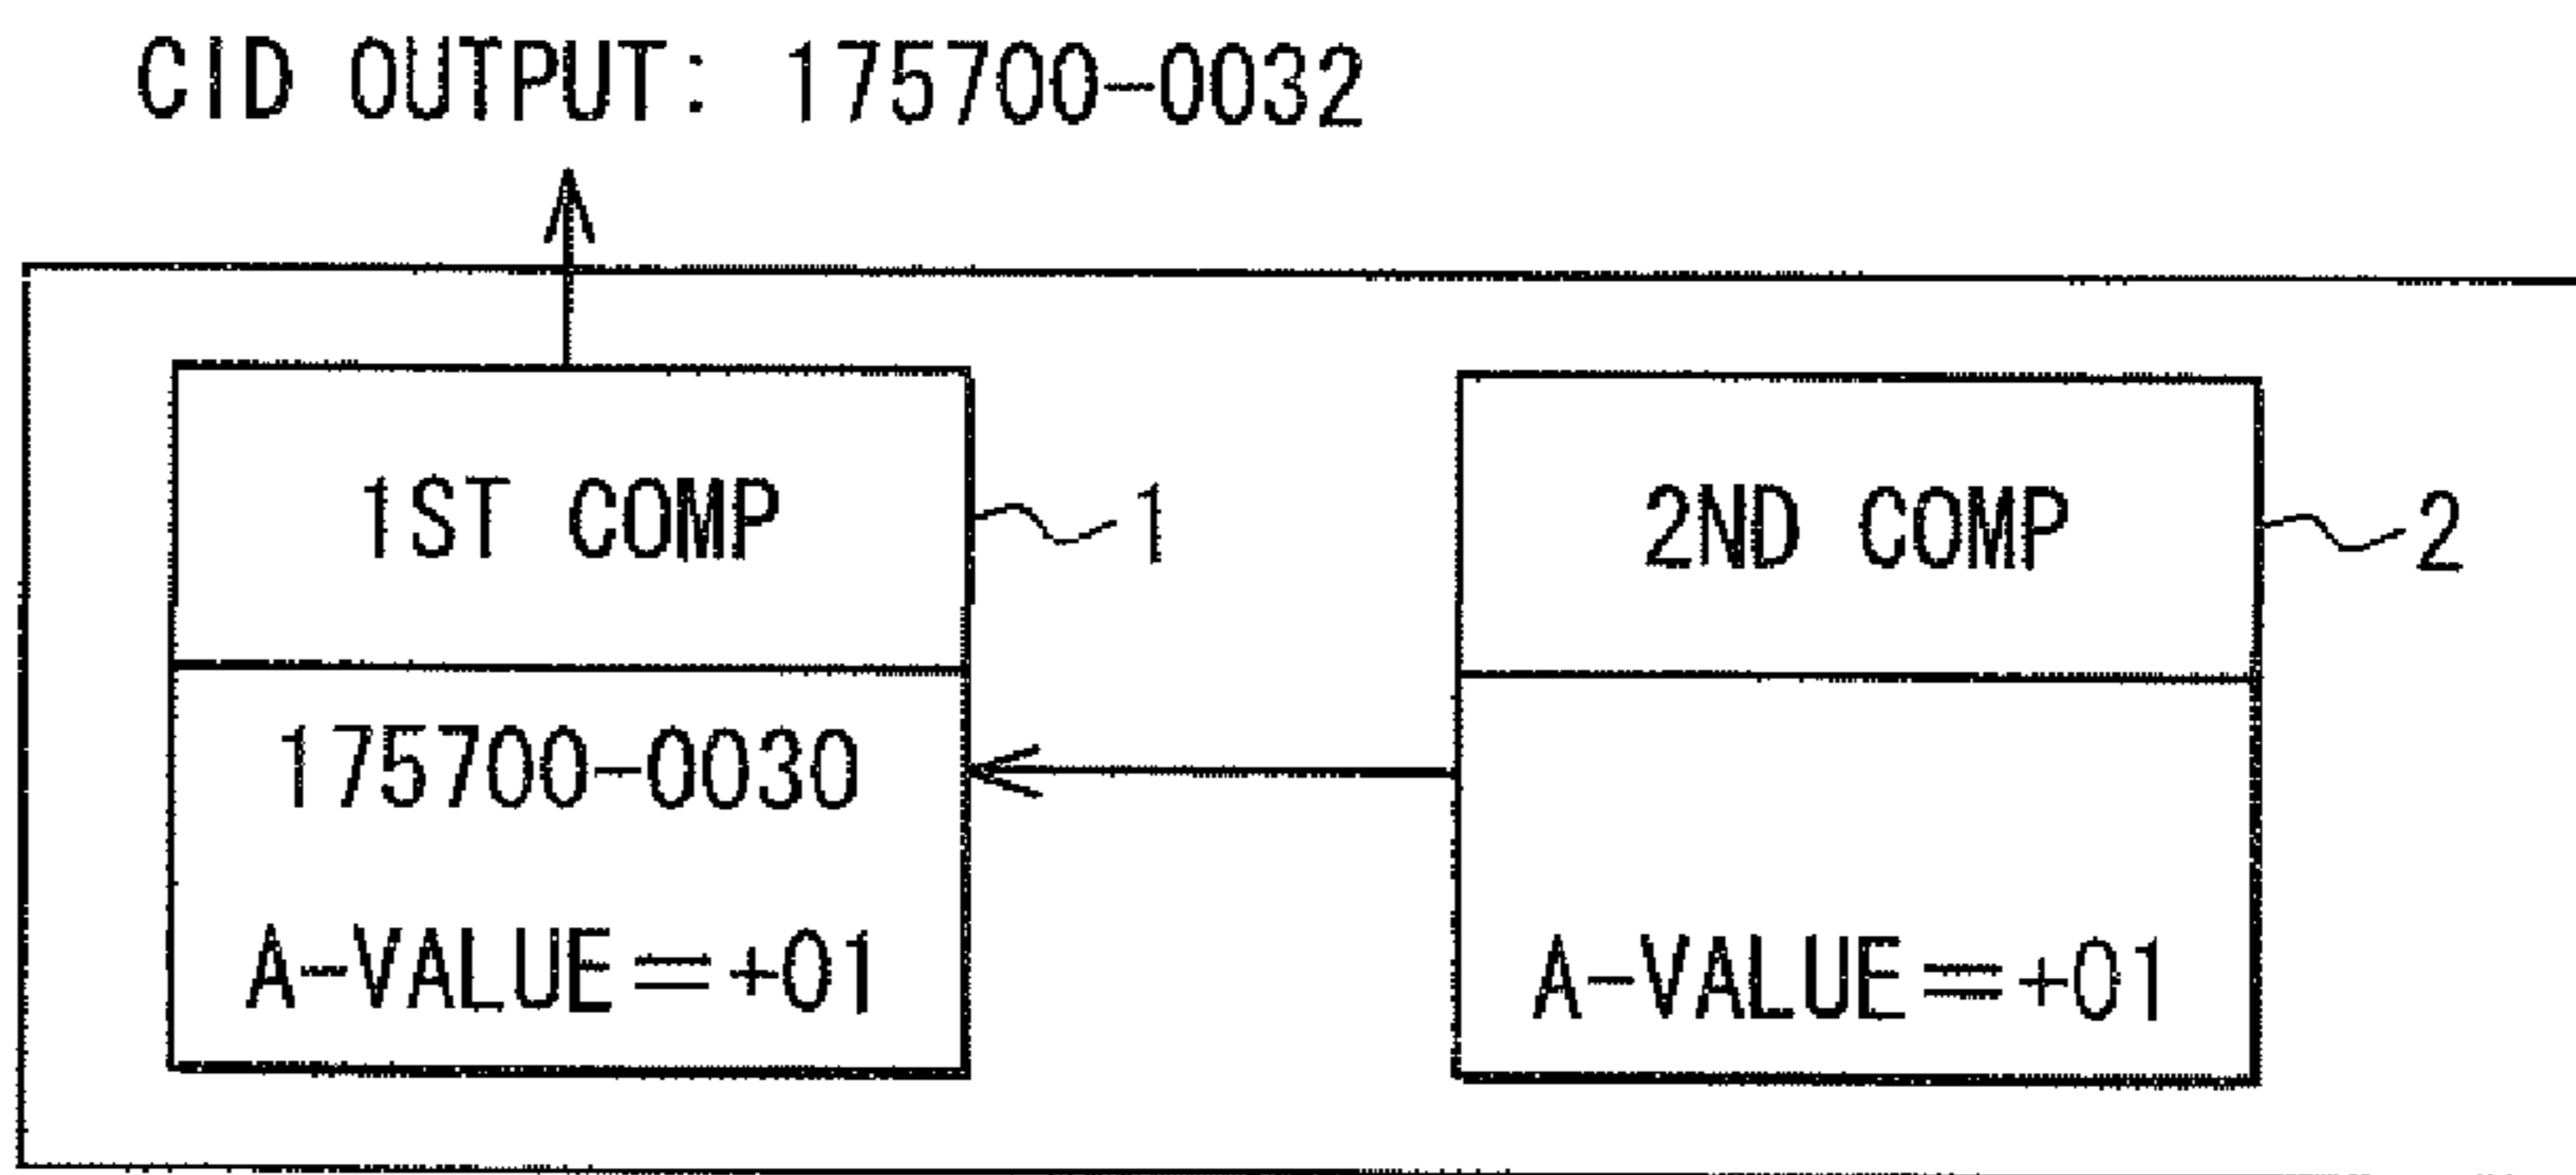 CID OUTPUT: 175700-0032
1ST COMP
1
2ND COMP
2
175700-0030
A-VALUE=+01
A-VALUE=+01